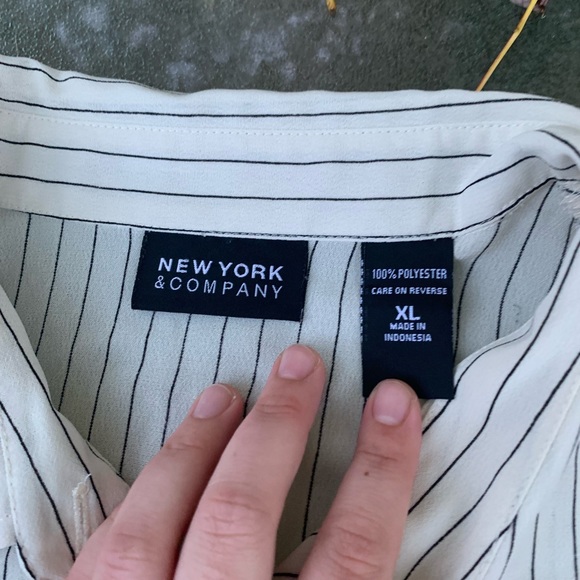 NEW YORK
& COMPANY
100% POLYESTER
CARE ON REVERSE
XL
MADE IN
INDONESIA